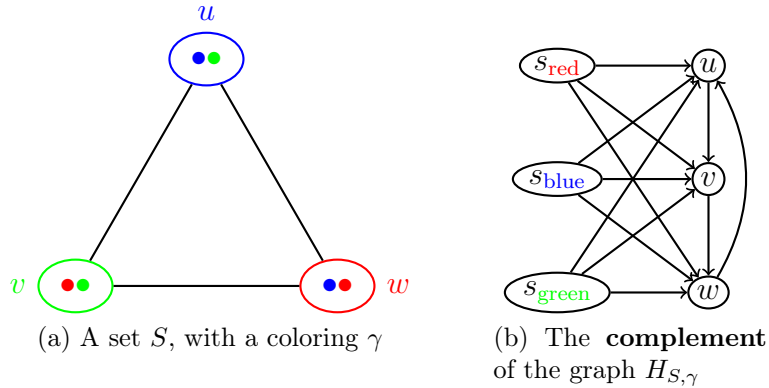 u
v
w
(a) A set S, with a coloring γ
s_red
u
s_blue
v
s_green
w
(b) The complement
of the graph H_{S,γ}